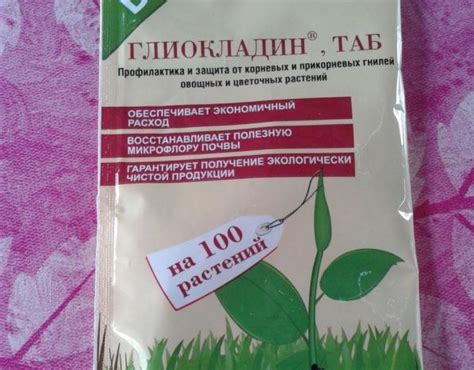 ГЛИОКЛАДИН®, ТАБ
Профилактика и защита от корневых и прикорневых гнилей
овощных и цветочных растений
ОБЕСПЕЧИВАЕТ ЭКОНОМИЧНЫЙ
РАСХОД
ВОССТАНАВЛИВАЕТ ПОЛЕЗНУЮ
МИКРОФЛОРУ ПОЧВЫ
ГАРАНТИРУЕТ ПОЛУЧЕНИЕ ЭКОЛОГИЧЕСКИ
ЧИСТОЙ ПРОДУКЦИИ
на 100
растений